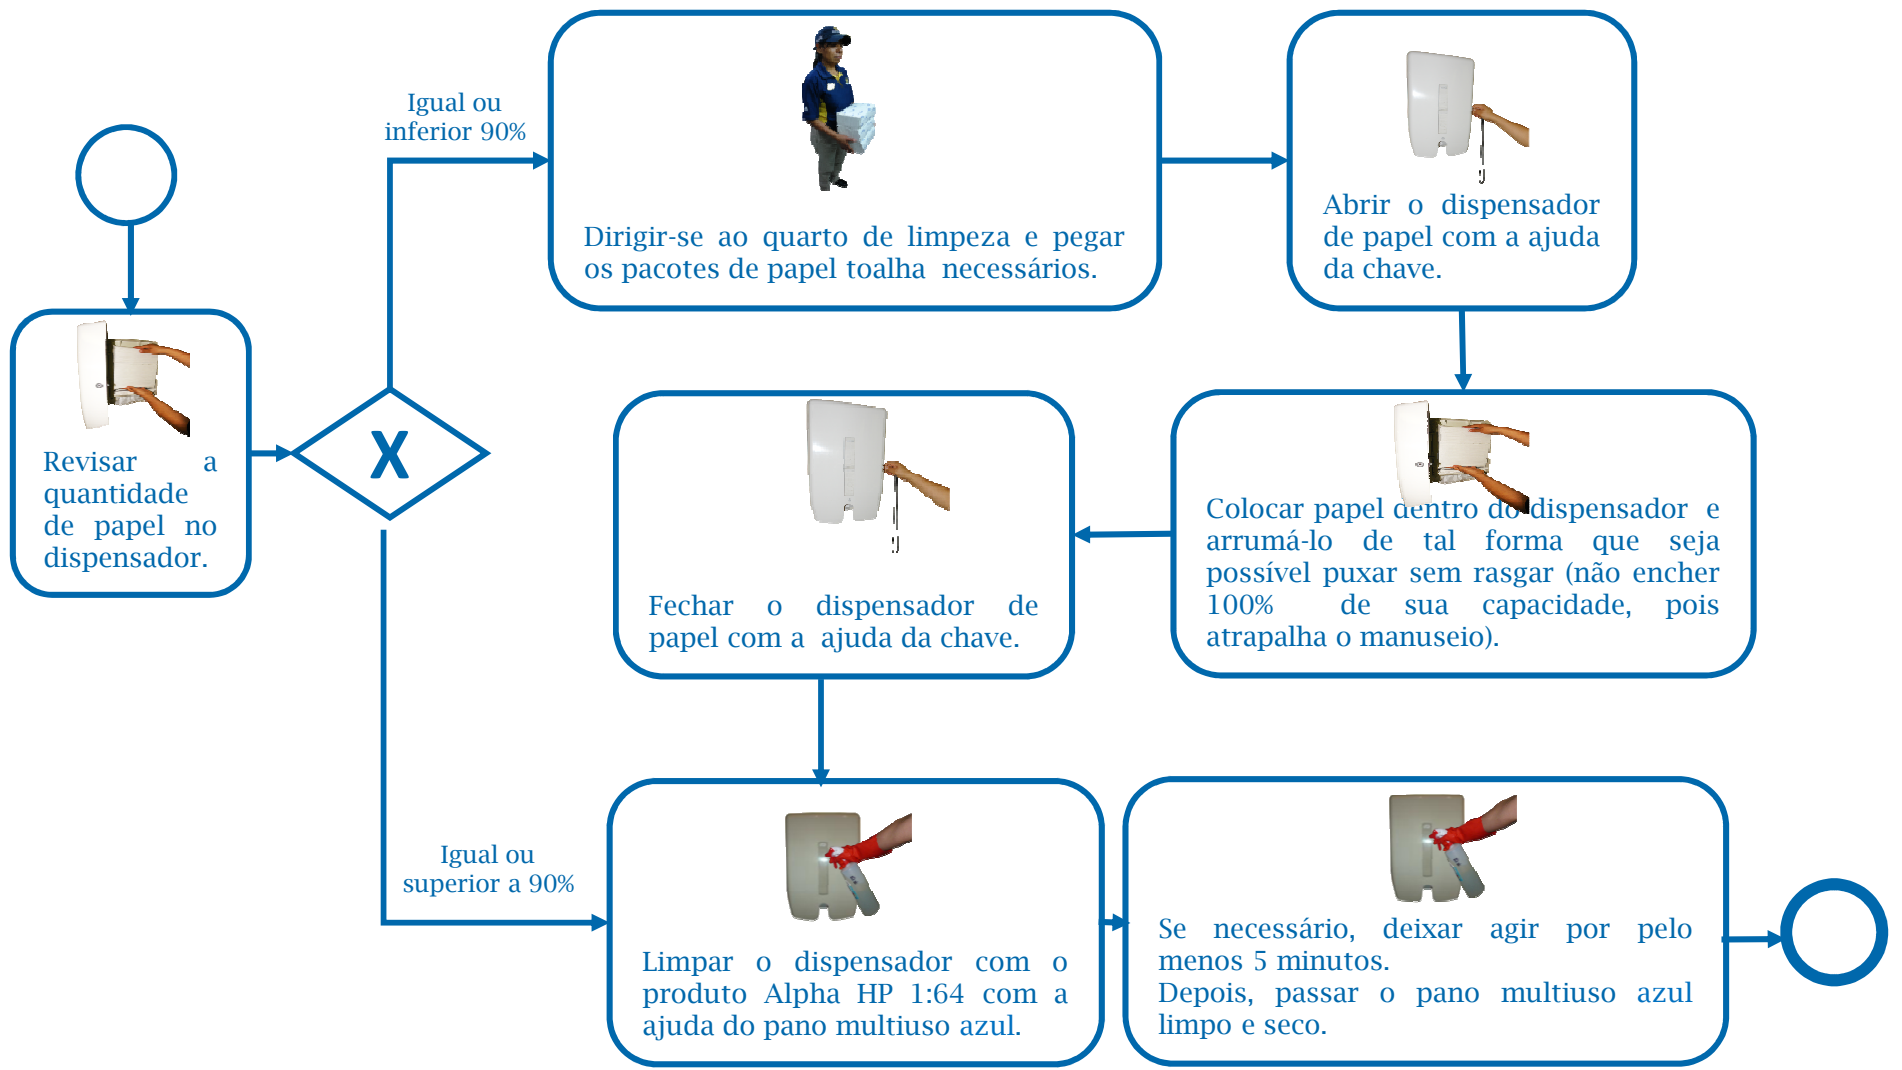 Revisar a
quantidade
de papel no
dispensador.
X
Igual ou
inferior 90%
Dirigir-se ao quarto de limpeza e pegar
os pacotes de papel toalha necessários.
Abrir o dispensador
de papel com a ajuda
da chave.
Colocar papel dentro do dispensador e
arrumá-lo de tal forma que seja
possível puxar sem rasgar (não encher
100% de sua capacidade, pois
atrapalha o manuseio).
Fechar o dispensador de
papel com a ajuda da chave.
Igual ou
superior a 90%
Limpar o dispensador com o
produto Alpha HP 1:64 com a
ajuda do pano multiuso azul.
Se necessário, deixar agir por pelo
menos 5 minutos.
Depois, passar o pano multiuso azul
limpo e seco.